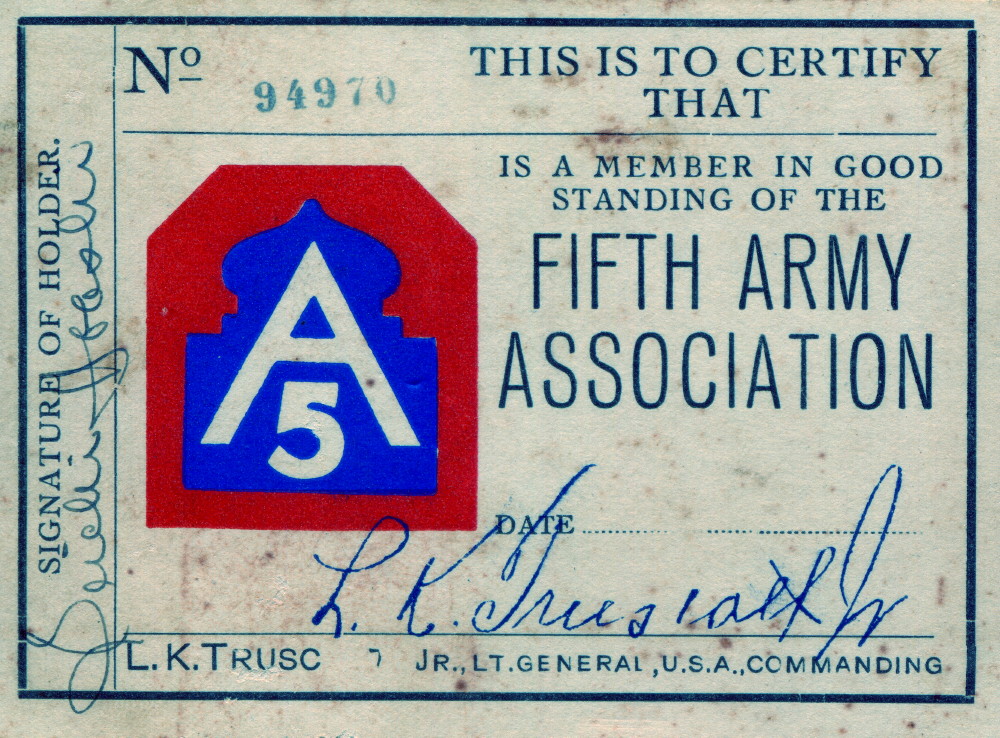 Nº 94970
THIS IS TO CERTIFY
THAT
IS A MEMBER IN GOOD
STANDING OF THE
FIFTH ARMY
ASSOCIATION
A
5
DATE
L. K. Truscott Jr
L.K.TRUSC JR., LT.GENERAL, U.S.A., COMMANDING
SIGNATURE OF HOLDER.